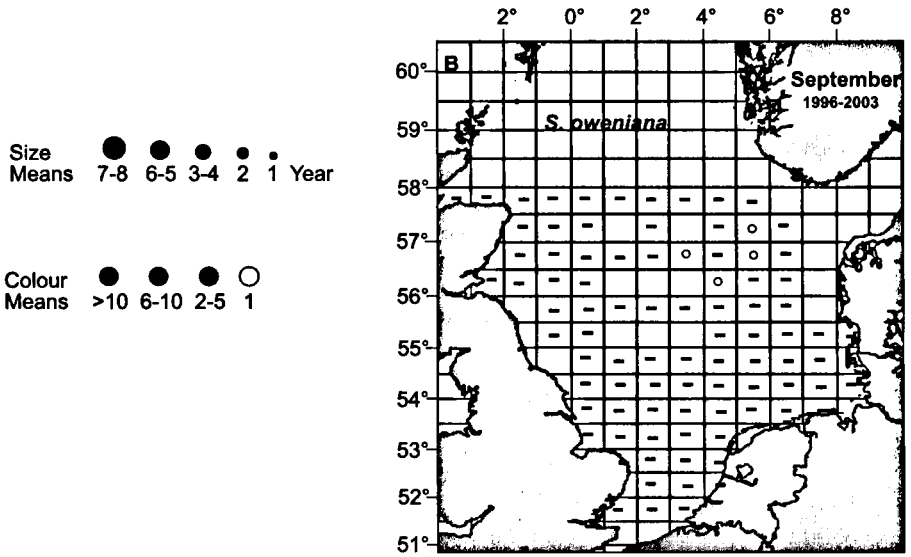 2° 0° 2° 4° 6° 8°
B
60°
September
1996-2003
S. oweniana
59°
Size
Means 7-8 6-5 3-4 2 1 Year
58°
57°
Colour
Means >10 6-10 2-5 1
56°
55°
54°
53°
52°
51°